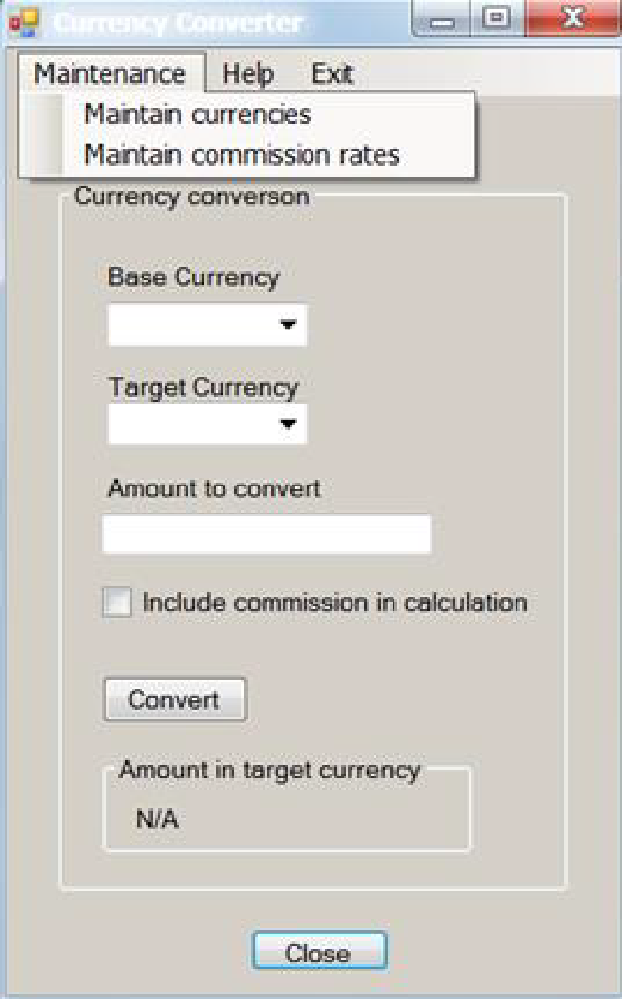 Currency Converter
Maintenance Help Exit
Maintain currencies
Maintain commission rates
Currency converson
Base Currency
Target Currency
Amount to convert
Include commission in calculation
Convert
Amount in target currency
N/A
Close